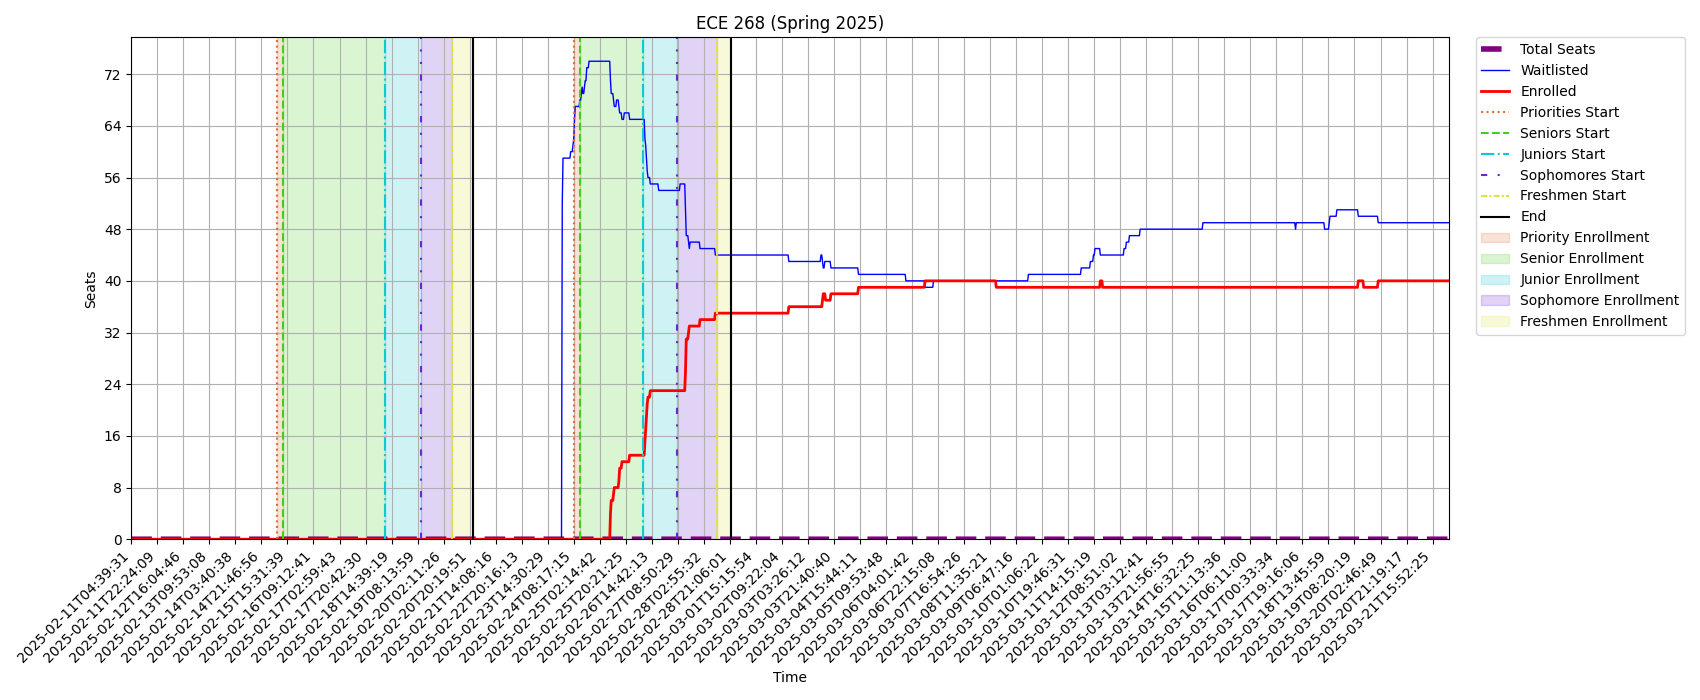 ECE 268 (Spring 2025)
Seats
72
64
56
48
40
32
24
16
8
0
2025-02-11T04:39:31
2025-02-11T22:24:09
2025-02-12T16:04:46
2025-02-13T09:53:08
2025-02-14T03:40:38
2025-02-14T21:46:56
2025-02-15T15:31:39
2025-02-16T09:12:41
2025-02-17T02:59:43
2025-02-17T20:42:30
2025-02-18T14:39:19
2025-02-19T08:13:59
2025-02-20T02:11:26
2025-02-20T20:19:51
2025-02-21T14:08:16
2025-02-22T20:16:13
2025-02-23T14:30:29
2025-02-24T08:17:15
2025-02-25T02:14:42
2025-02-25T20:21:25
2025-02-26T14:42:13
2025-02-27T08:50:29
2025-02-28T02:55:32
2025-02-28T21:06:01
2025-03-01T15:15:54
2025-03-02T09:22:04
2025-03-03T03:26:12
2025-03-03T21:40:40
2025-03-04T15:44:11
2025-03-05T09:53:48
2025-03-06T04:01:42
2025-03-06T22:15:08
2025-03-07T16:54:26
2025-03-08T11:35:21
2025-03-09T06:47:16
2025-03-10T01:06:22
2025-03-10T19:46:31
2025-03-11T14:15:19
2025-03-12T08:51:02
2025-03-13T03:12:41
2025-03-13T21:56:55
2025-03-14T16:32:25
2025-03-15T11:13:36
2025-03-16T06:11:00
2025-03-17T00:33:34
2025-03-17T19:16:06
2025-03-18T13:45:59
2025-03-19T08:20:19
2025-03-20T02:46:49
2025-03-20T21:19:17
2025-03-21T15:52:25
Time
Total Seats
Waitlisted
Enrolled
Priorities Start
Seniors Start
Juniors Start
Sophomores Start
Freshmen Start
End
Priority Enrollment
Senior Enrollment
Junior Enrollment
Sophomore Enrollment
Freshmen Enrollment